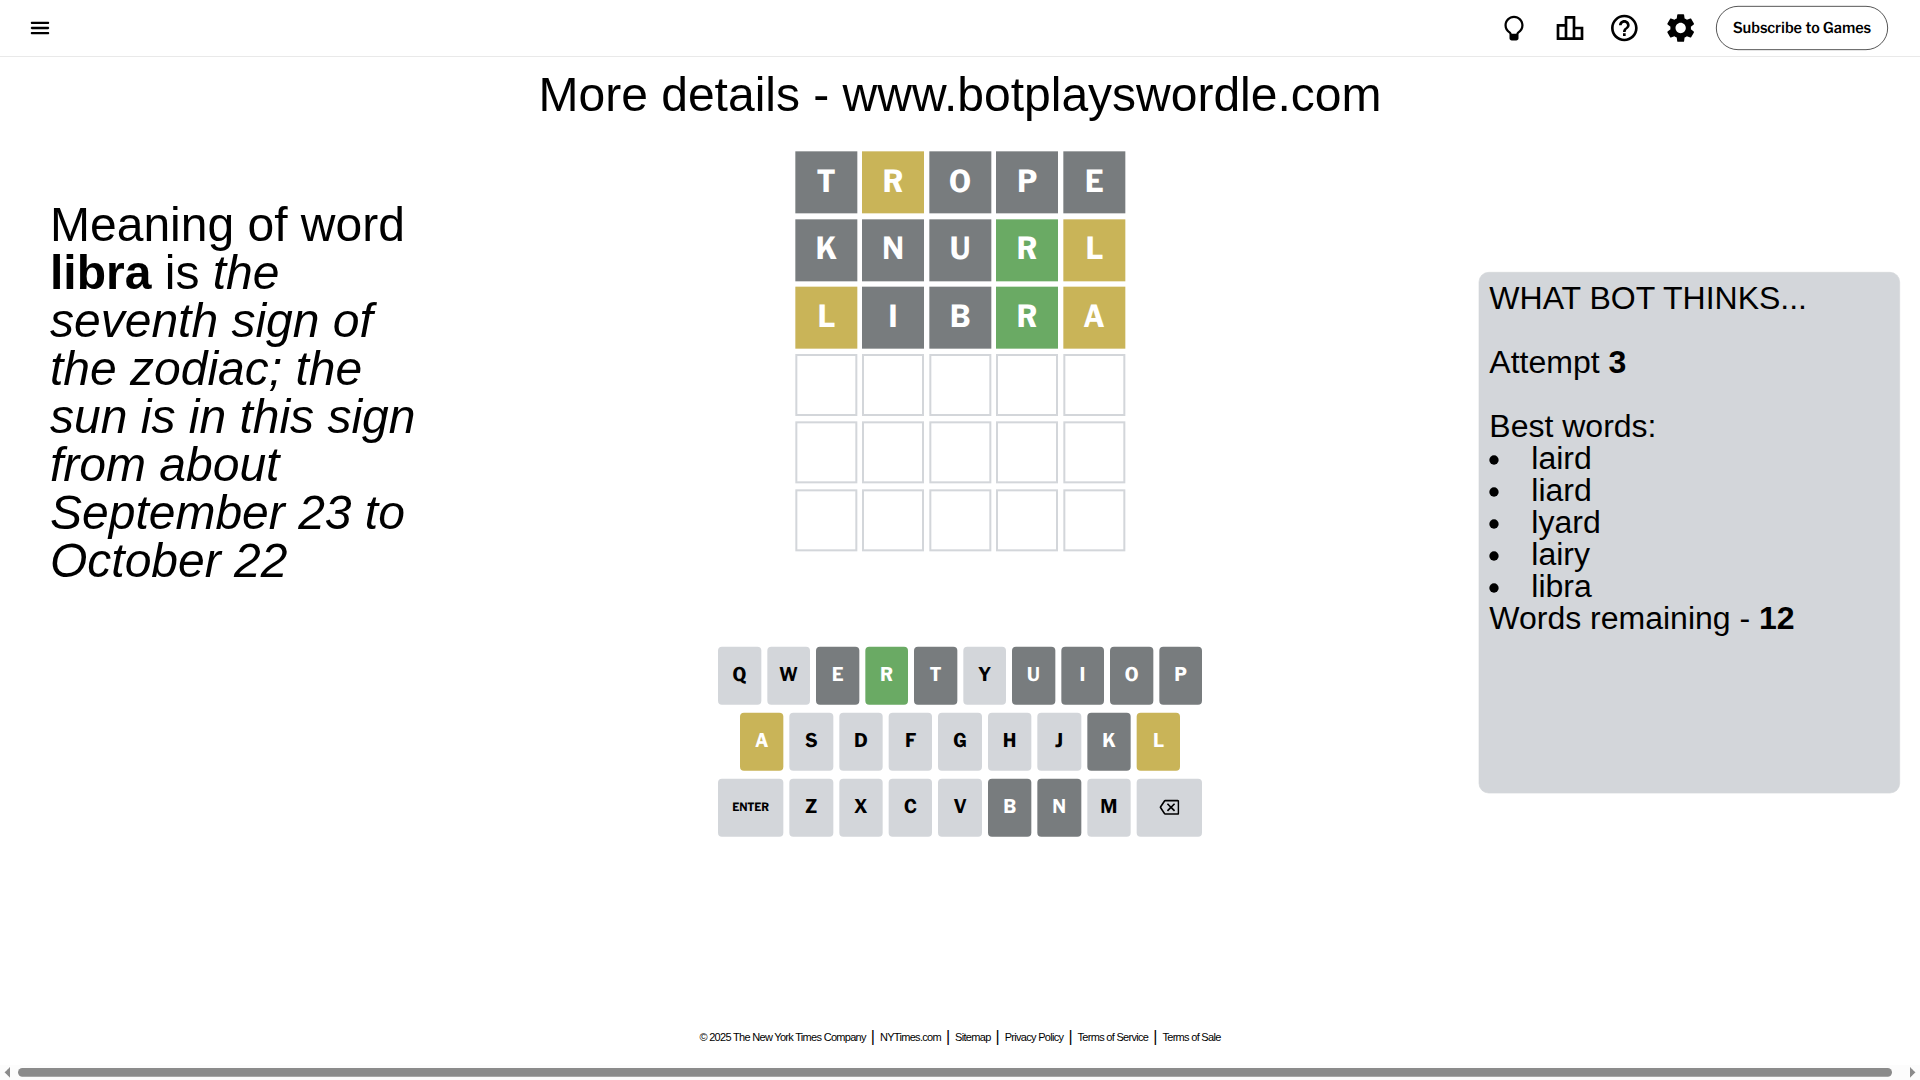 Subscribe to Games
More details - www.botplayswordle.com
Meaning of word
libra is the
seventh sign of
the zodiac; the
sun is in this sign
from about
September 23 to
October 22
T R O P E
K N U R L
L I B R A
WHAT BOT THINKS...
Attempt 3
Best words:
• laird
• liard
• lyard
• lairy
• libra
Words remaining - 12
Q W E R T Y U I O P
A S D F G H J K L
ENTER Z X C V B N M
© 2025 The New York Times Company | NYTimes.com | Sitemap | Privacy Policy | Terms of Service | Terms of Sale